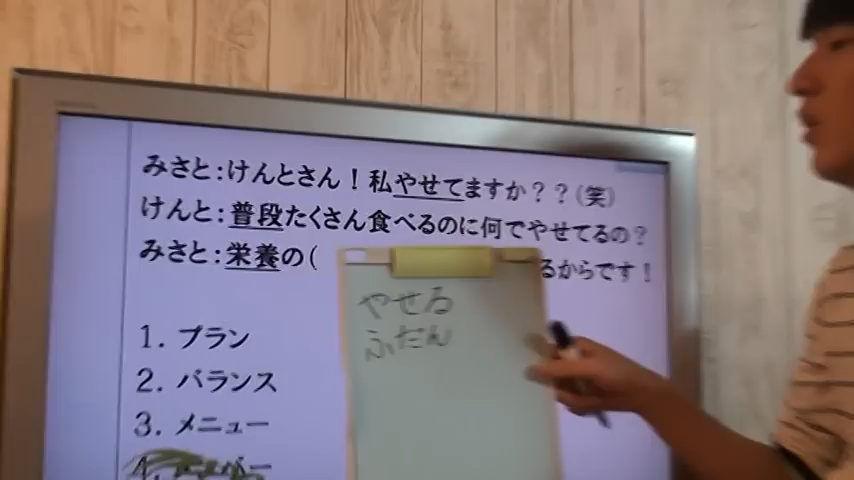 みさと:けんとさん！私やせてますか？？(笑)
けんと:普段たくさん食べるのに何でやせてるの？
みさと:栄養の(
るからです！
やせる
ふだん
1. プラン
2. バランス
3. メニュー
4.